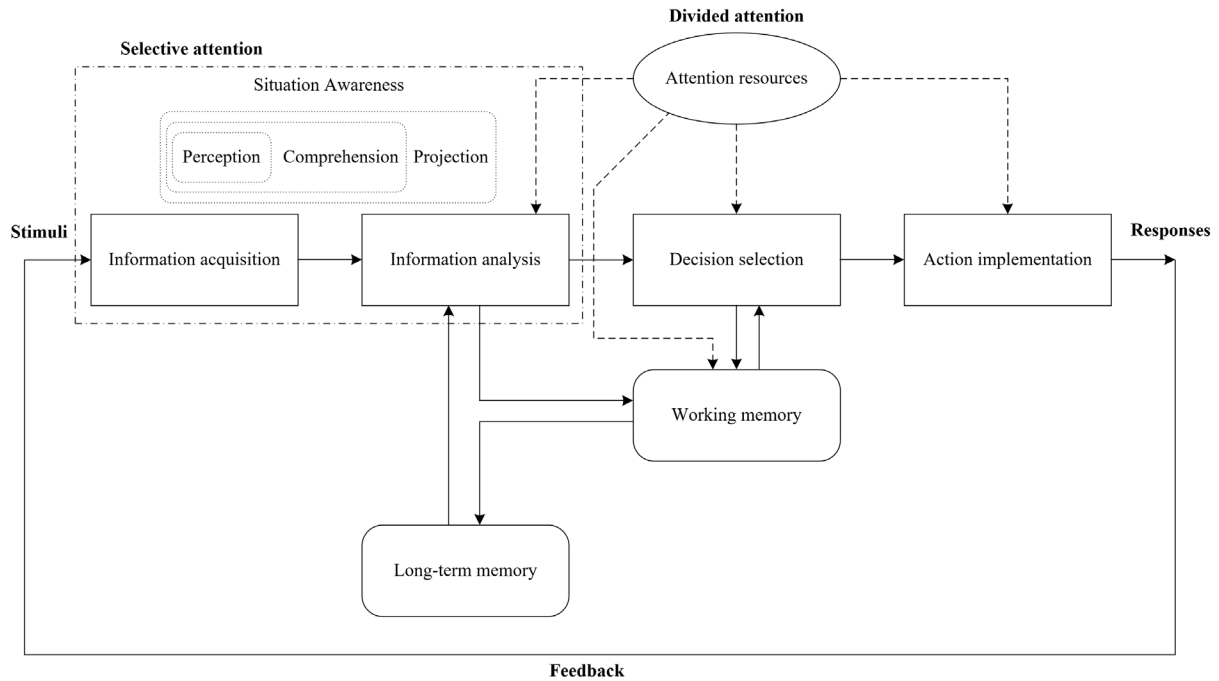 Divided attention
Selective attention
Attention resources
Situation Awareness
Perception
Comprehension
Projection
Stimuli
Information acquisition
Information analysis
Decision selection
Action implementation
Responses
Working memory
Long-term memory
Feedback